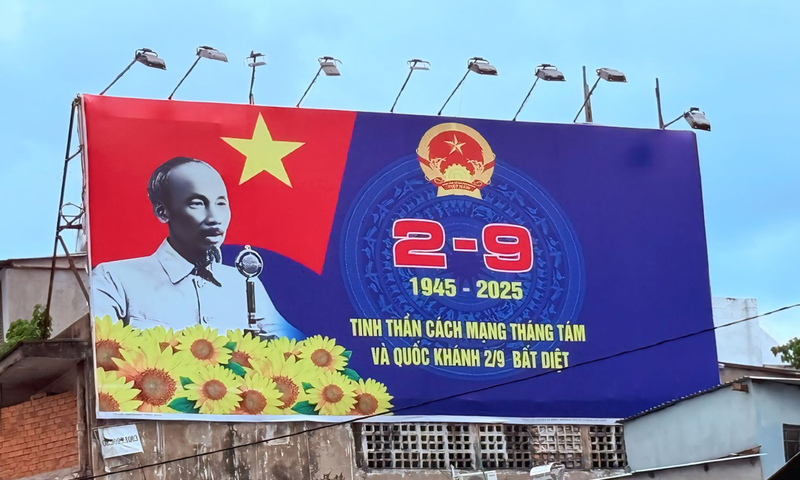 2-9
1945 - 2025
TINH THẦN CÁCH MẠNG THÁNG TÁM
VÀ QUỐC KHÁNH 2/9 BẤT DIỆT